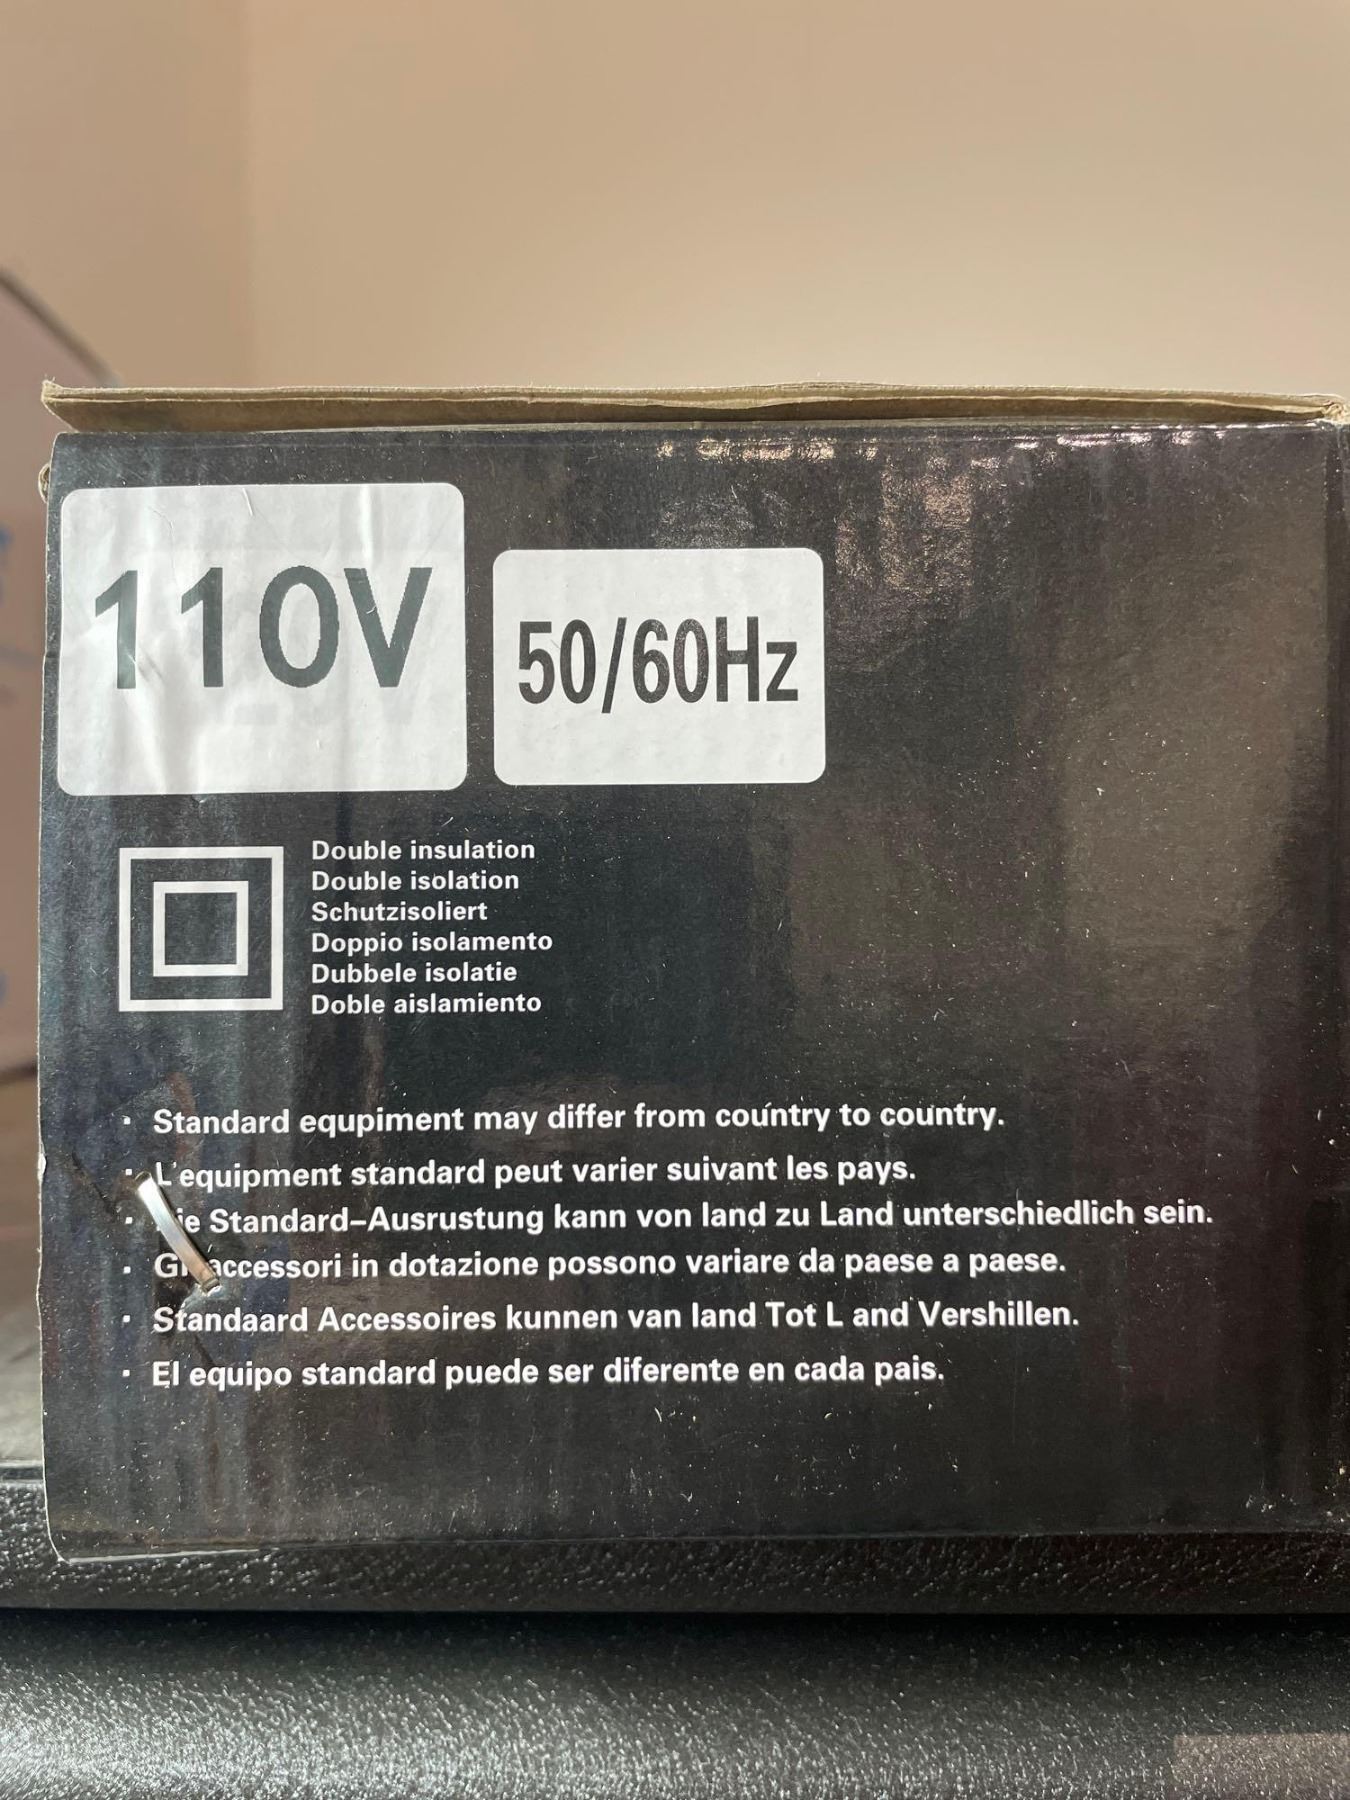 110V
50/60Hz
Double insulation
Double isolation
Schutzisoliert
Doppio isolamento
Dubbele isolatie
Doble aislamiento
· Standard equpiment may differ from country to country.
· L'equipment standard peut varier suivant les pays.
· Standard–Ausrustung kann von land zu Land unterschiedlich sein.
· accessori in dotazione possono variare da paese a paese.
· Standaard Accessoires kunnen van land Tot L and Vershillen.
· El equipo standard puede ser diferente en cada pais.